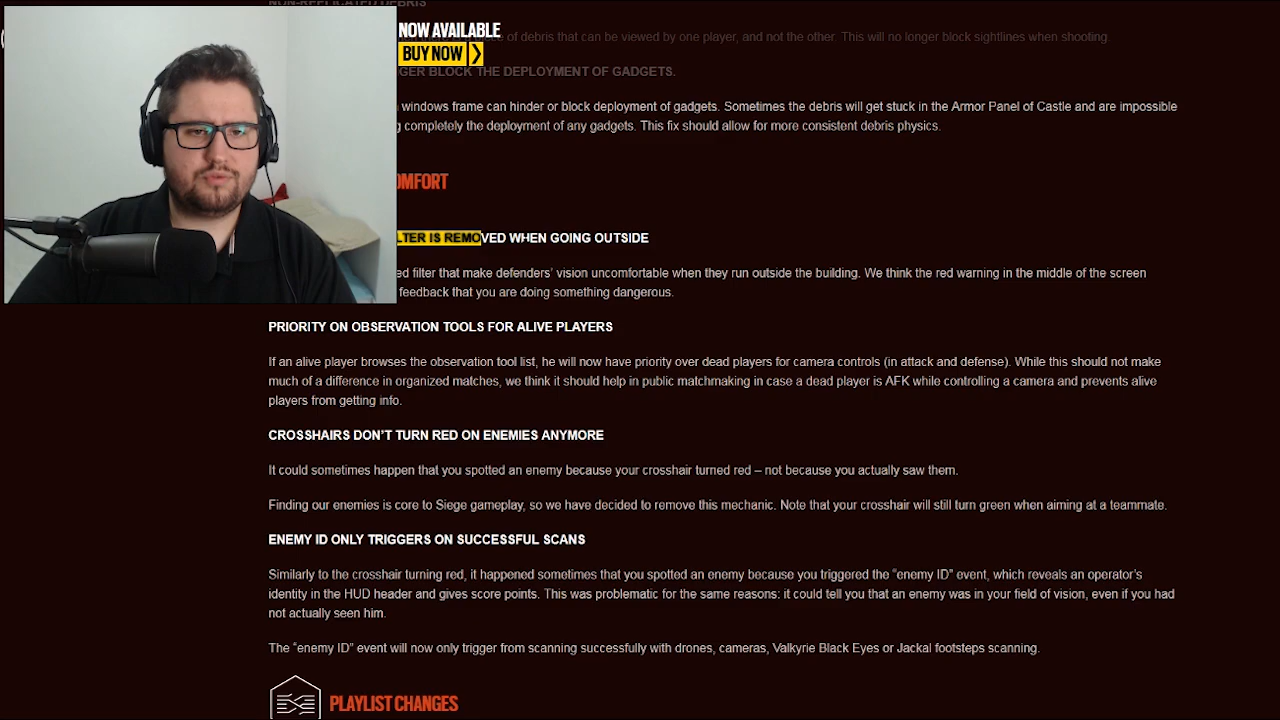 NON-REPLICATED DEBRIS
NOW AVAILABLE
of debris that can be viewed by one player, and not the other. This will no longer block sightlines when shooting.
BUY NOW
GER BLOCK THE DEPLOYMENT OF GADGETS.
windows frame can hinder or block deployment of gadgets. Sometimes the debris will get stuck in the Armor Panel of Castle and are impossible
g completely the deployment of any gadgets. This fix should allow for more consistent debris physics.
OMFORT
LTER IS REMOVED WHEN GOING OUTSIDE
ed filter that make defenders' vision uncomfortable when they run outside the building. We think the red warning in the middle of the screen
feedback that you are doing something dangerous.
PRIORITY ON OBSERVATION TOOLS FOR ALIVE PLAYERS
If an alive player browses the observation tool list, he will now have priority over dead players for camera controls (in attack and defense). While this should not make
much of a difference in organized matches, we think it should help in public matchmaking in case a dead player is AFK while controlling a camera and prevents alive
players from getting info.
CROSSHAIRS DON'T TURN RED ON ENEMIES ANYMORE
It could sometimes happen that you spotted an enemy because your crosshair turned red – not because you actually saw them.
Finding our enemies is core to Siege gameplay, so we have decided to remove this mechanic. Note that your crosshair will still turn green when aiming at a teammate.
ENEMY ID ONLY TRIGGERS ON SUCCESSFUL SCANS
Similarly to the crosshair turning red, it happened sometimes that you spotted an enemy because you triggered the “enemy ID” event, which reveals an operator's
identity in the HUD header and gives score points. This was problematic for the same reasons: it could tell you that an enemy was in your field of vision, even if you had
not actually seen him.
The “enemy ID” event will now only trigger from scanning successfully with drones, cameras, Valkyrie Black Eyes or Jackal footsteps scanning.
PLAYLIST CHANGES